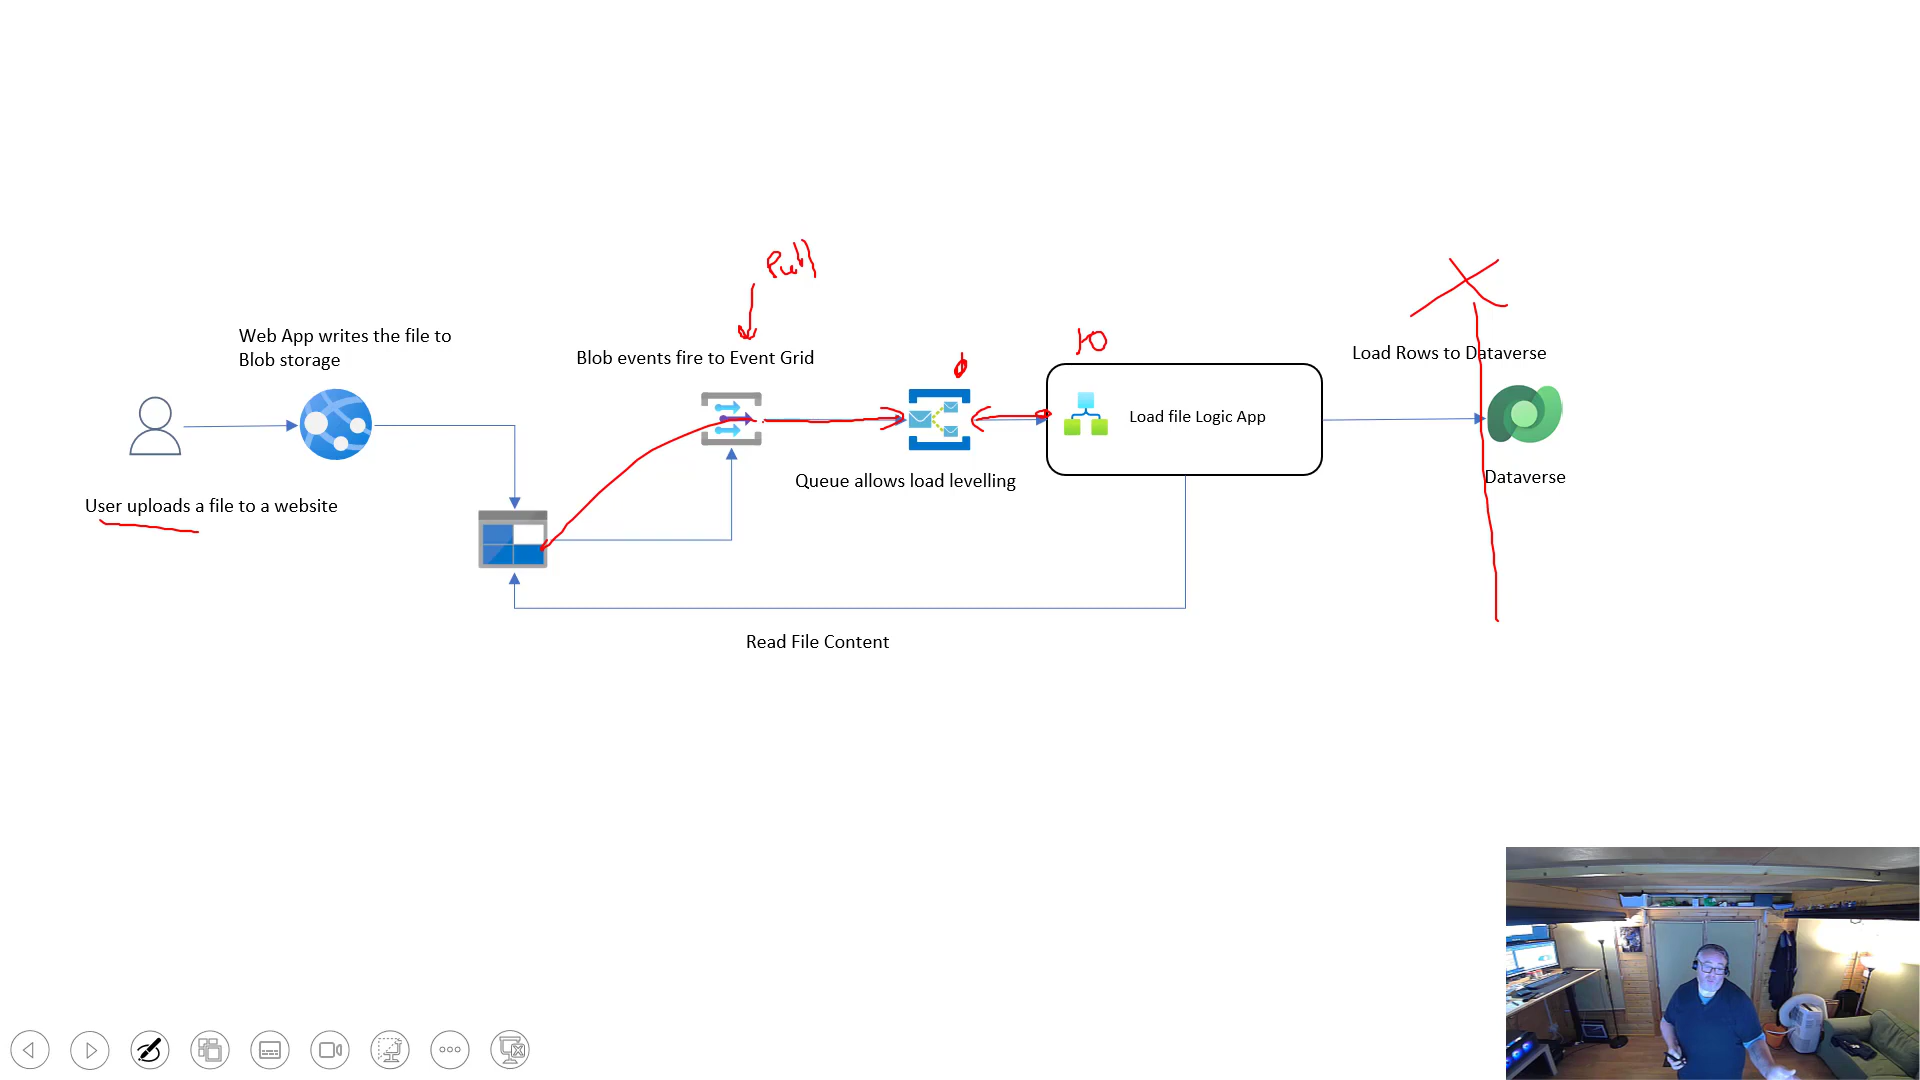 Pull
10
Web App writes the file to
Blob storage
Blob events fire to Event Grid
Load Rows to Dataverse
Load file Logic App
Queue allows load levelling
Dataverse
User uploads a file to a website
Read File Content